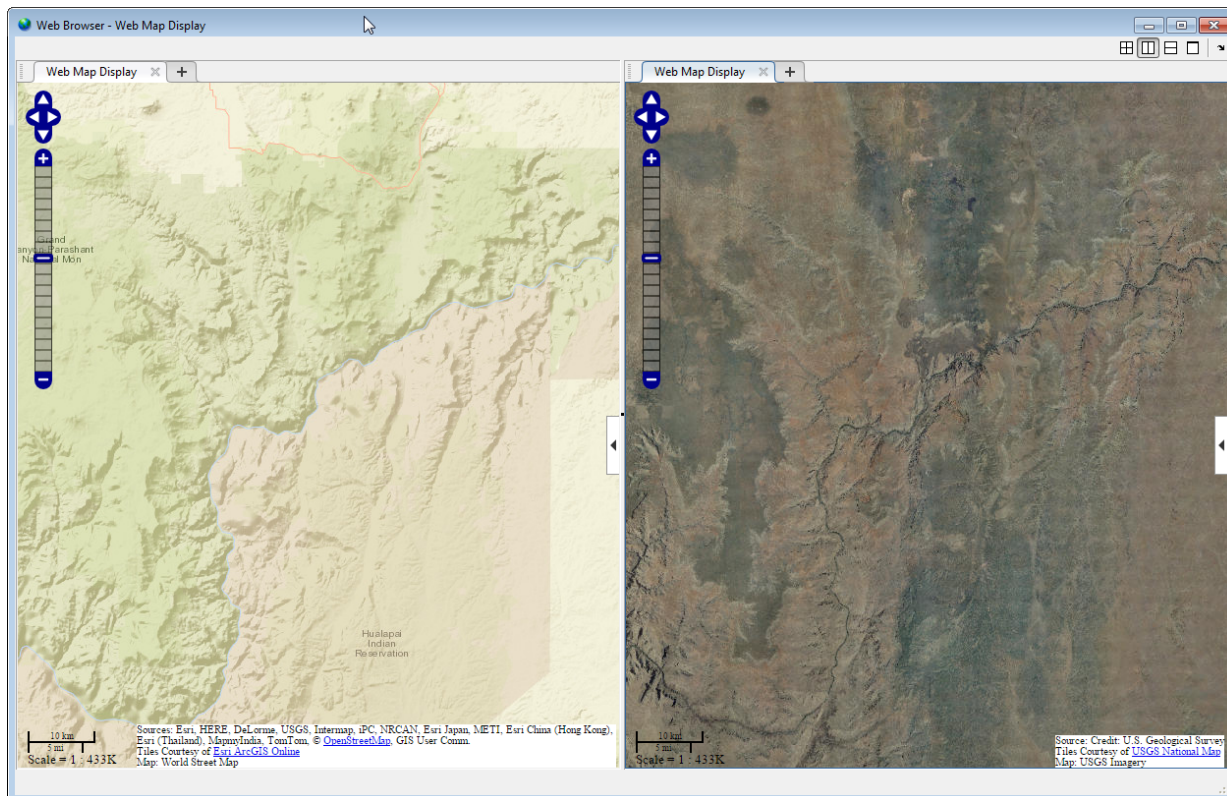 Web Browser - Web Map Display
Web Map Display
Grand
anyon-Parashant
National Mon
Hualapai
Indian
Reservation
10 km
5 mi
Scale = 1 : 433K
Sources: Esri, HERE, DeLorme, USGS, Intermap, iPC, NRCAN, Esri Japan, METI, Esri China (Hong Kong),
Esri (Thailand), MapmyIndia, TomTom, © OpenStreetMap, GIS User Comm.
Tiles Courtesy of Esri ArcGIS Online
Map: World Street Map
Web Map Display
10 km
5 mi
Scale = 1 : 433K
Source: Credit: U.S. Geological Survey
Tiles Courtesy of USGS National Map
Map: USGS Imagery